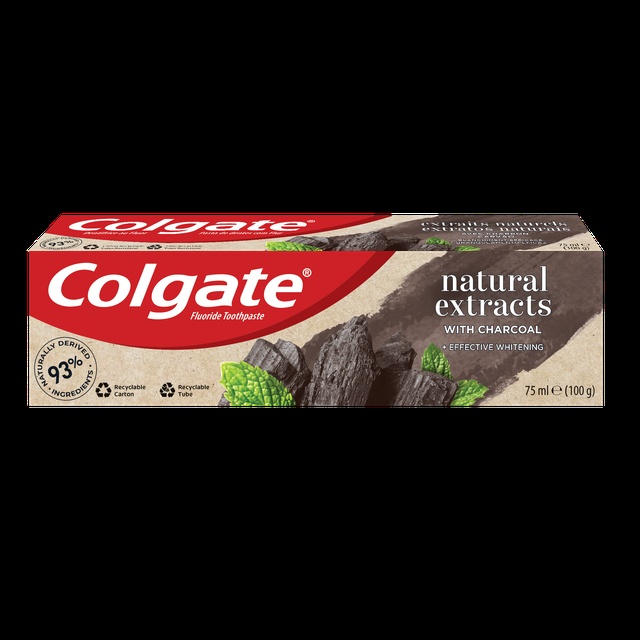 Colgate®
extraits naturels
extratos naturais
93%
75 ml ℮
(100 g)
Colgate®
Fluoride Toothpaste
natural
extracts
WITH CHARCOAL
+ EFFECTIVE WHITENING
NATURALLY DERIVED
93%
• INGREDIENTS •
Recyclable
Carton
Recyclable
Tube
75 ml ℮ (100 g)